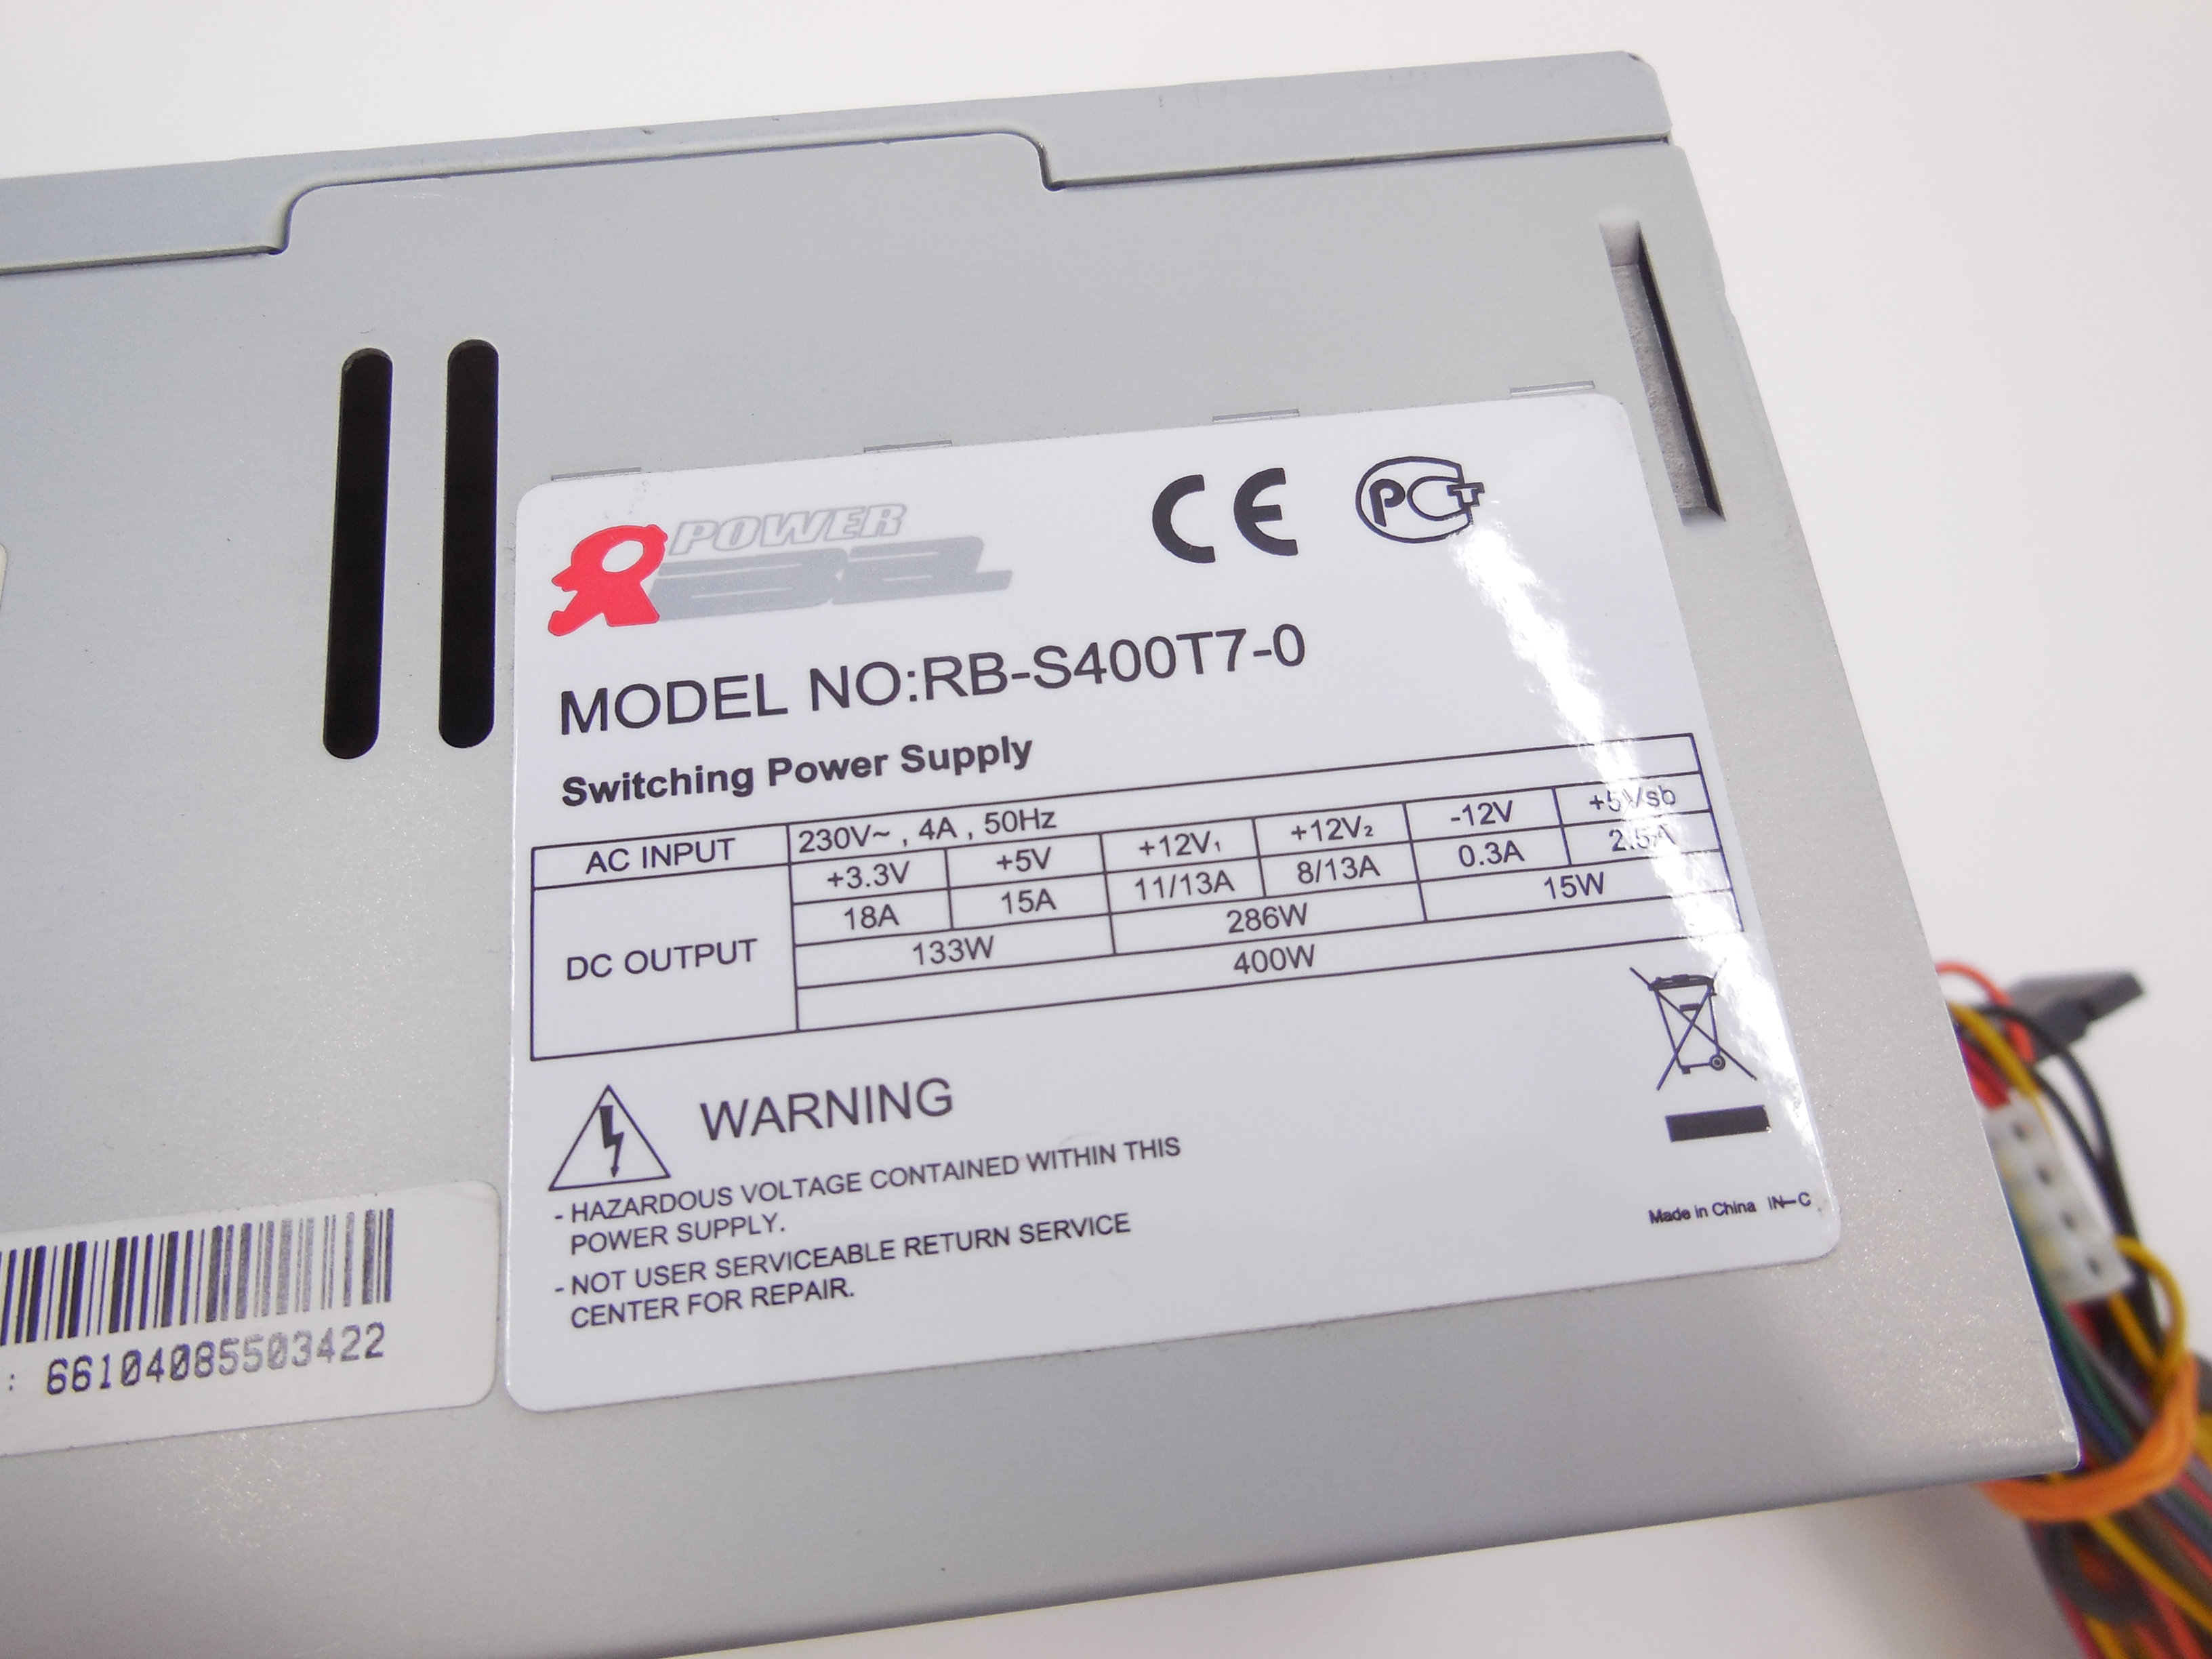 POWER
CE
PCT
MODEL NO:RB-S400T7-0
Switching Power Supply
AC INPUT 230V~ , 4A , 50Hz
DC OUTPUT
+3.3V +5V +12V₁ +12V₂ -12V +5Vsb
18A 15A 11/13A 8/13A 0.3A 2.5A
133W 286W 15W
400W
WARNING
- HAZARDOUS VOLTAGE CONTAINED WITHIN THIS
POWER SUPPLY.
- NOT USER SERVICEABLE RETURN SERVICE
CENTER FOR REPAIR.
Made in China IN-C
: 66104085503422